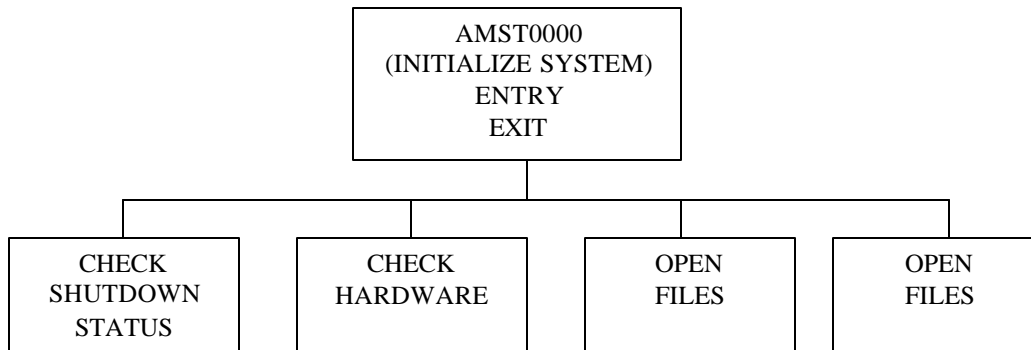 AMST0000
(INITIALIZE SYSTEM)
ENTRY
EXIT
CHECK
SHUTDOWN
STATUS
CHECK
HARDWARE
OPEN
FILES
OPEN
FILES